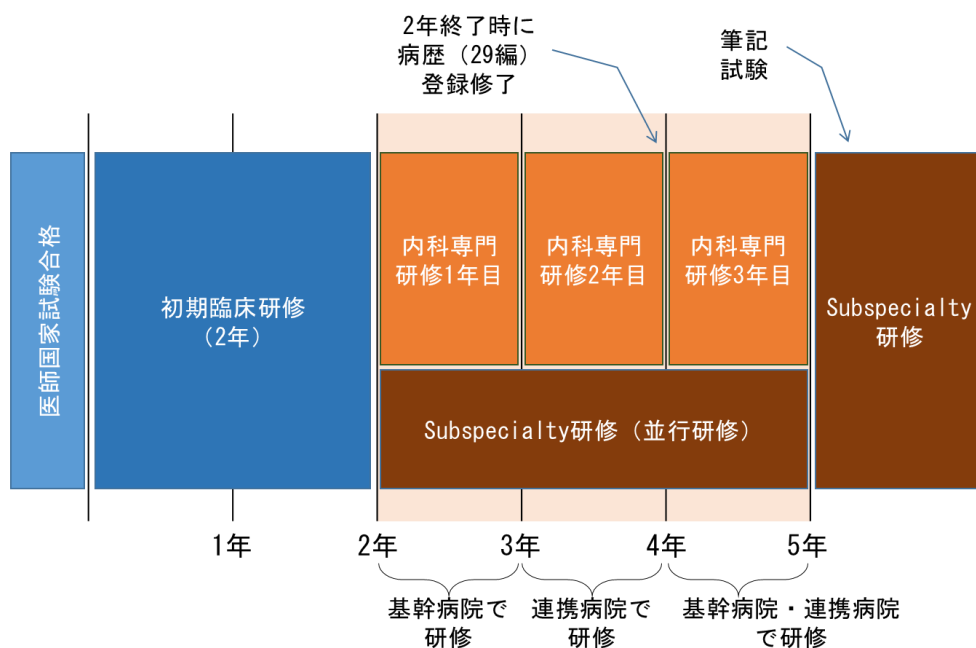 2年終了時に
病歴（29編）
登録修了
筆記
試験
医師国家試験合格
初期臨床研修
（2年）
内科専門
研修1年目
内科専門
研修2年目
内科専門
研修3年目
Subspecialty研修（並行研修）
Subspecialty
研修
1年
2年
3年
4年
5年
基幹病院で
研修
連携病院で
研修
基幹病院・連携病院
で研修